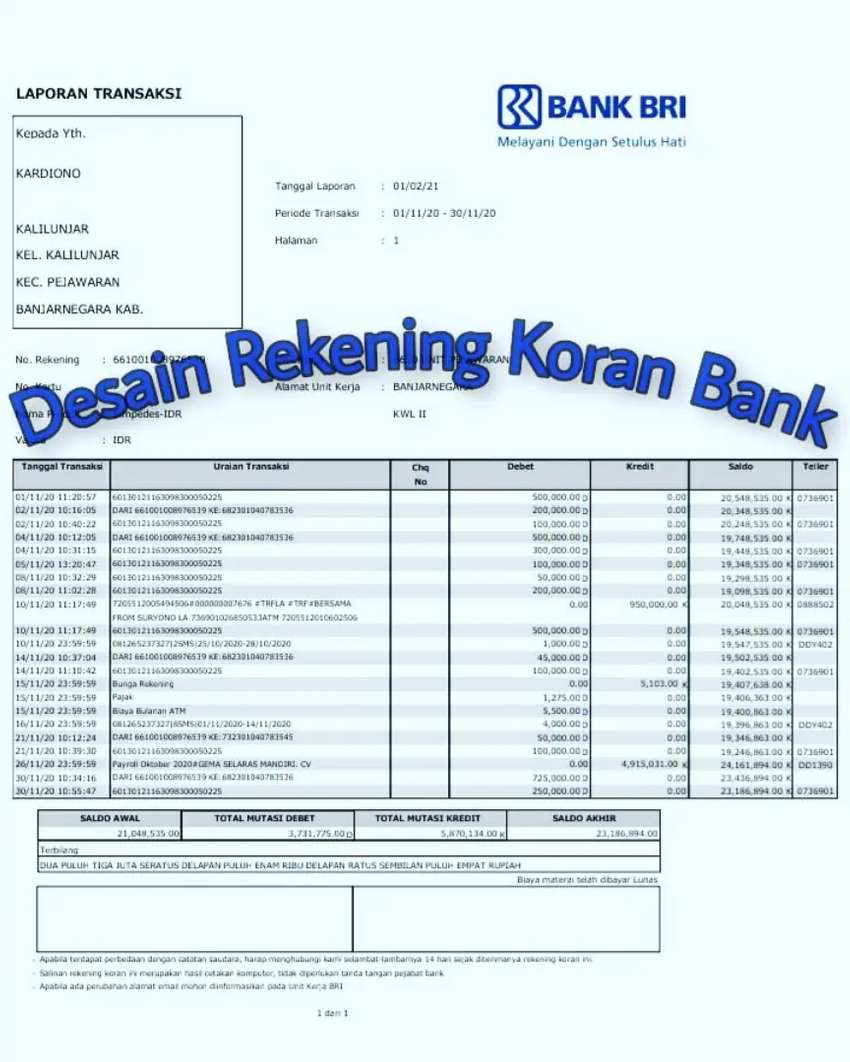 LAPORAN TRANSAKSI
BANK BRI
Melayani Dengan Setulus Hati
Kepada Yth.
KARDIONO
KALILUNJAR
KEL. KALILUNJAR
KEC. PEJAWARAN
BANJARNEGARA KAB.
Tanggal Laporan : 01/02/21
Periode Transaksi : 01/11/20 - 30/11/20
Halaman : 1
Desain Rekening Koran Bank
No. Rekening :
No. Kartu
Alamat Unit Kerja : BANJARNEGARA
KWL II
: IDR
Tanggal Transaksi Uraian Transaksi Chq No Debet Kredit Saldo Teller
01/11/20 11:20:57 60130121163098300050225 500,000.00 D 0.00 20,548,535.00 K 0736901
02/11/20 10:16:05 DARI 661001008976539 KE:682301040783536 200,000.00 D 0.00 20,348,535.00 K
02/11/20 10:40:22 60130121163098300050225 100,000.00 D 0.00 20,248,535.00 K 0736901
04/11/20 10:12:05 DARI 661001008976539 KE:682301040783536 500,000.00 D 0.00 19,748,535.00 K
04/11/20 10:31:15 60130121163098300050225 300,000.00 D 0.00 19,448,535.00 K 0736901
05/11/20 13:20:47 60130121163098300050225 100,000.00 D 0.00 19,348,535.00 K 0736901
08/11/20 10:32:29 60130121163098300050225 50,000.00 D 0.00 19,298,535.00 K
08/11/20 11:02:28 60130121163098300050225 200,000.00 D 0.00 19,098,535.00 K 0736901
10/11/20 11:17:49 7205512005494506#000000007676 #TRFLA #TRF#BERSAMA 0.00 950,000.00 K 20,048,535.00 K 0888502
FROM SURYONO LA 736901026850533ATM 7205512010602506
10/11/20 11:17:49 60130121163098300050225 500,000.00 D 0.00 19,548,535.00 K 0736901
10/11/20 23:59:59 081265237327|2SMS|25/10/2020-28/10/2020 1,000.00 D 0.00 19,547,535.00 K DDY402
14/11/20 10:37:04 DARI 661001008976539 KE:682301040783536 45,000.00 D 0.00 19,502,535.00 K
14/11/20 11:10:42 60130121163098300050225 100,000.00 D 0.00 19,402,535.00 K 0736901
15/11/20 23:59:59 Bunga Rekening 0.00 5,103.00 K 19,407,638.00 K
15/11/20 23:59:59 Pajak 1,275.00 D 0.00 19,406,363.00 K
15/11/20 23:59:59 Biaya Bulanan ATM 5,500.00 D 0.00 19,400,863.00 K
16/11/20 23:59:59 081265237327|8SMS|01/11/2020-14/11/2020 4,000.00 D 0.00 19,396,863.00 K DDY402
21/11/20 10:12:24 DARI 661001008976539 KE:732301040783545 50,000.00 D 0.00 19,346,863.00 K
21/11/20 10:39:30 60130121163098300050225 100,000.00 D 0.00 19,246,863.00 K 0736901
26/11/20 23:59:59 Payroll Oktober 2020#GEMA SELARAS MANDIRI. CV 0.00 4,915,031.00 K 24,161,894.00 K DD1390
30/11/20 10:34:16 DARI 661001008976539 KE:682301040783536 725,000.00 D 0.00 23,436,894.00 K
30/11/20 10:55:47 60130121163098300050225 250,000.00 D 0.00 23,186,894.00 K 0736901
SALDO AWAL TOTAL MUTASI DEBET TOTAL MUTASI KREDIT SALDO AKHIR
21,048,535.00 3,731,775.00 D 5,870,134.00 K 23,186,894.00
Terbilang
DUA PULUH TIGA JUTA SERATUS DELAPAN PULUH ENAM RIBU DELAPAN RATUS SEMBILAN PULUH EMPAT RUPIAH
Biaya materai telah dibayar Lunas
- Apabila terdapat perbedaan dengan catatan saudara, harap menghubungi kami selambat-lambarnya 14 hari sejak diterimanya rekening koran ini.
- Salinan rekening koran ini merupakan hasil cetakan komputer, tidak diperlukan tanda tangan pejabat bank
- Apabila ada perubahan alamat email mohon diinformasikan pada Unit Kerja BRI
1 dari 1